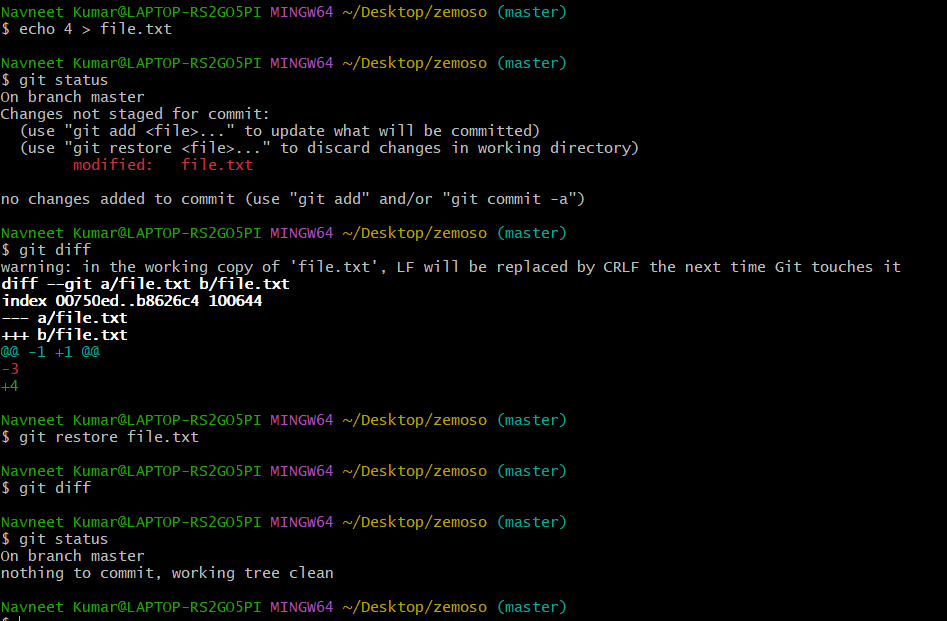 Navneet Kumar@LAPTOP-RS2GO5PI MINGW64 ~/Desktop/zemoso (master)
$ echo 4 > file.txt
Navneet Kumar@LAPTOP-RS2GO5PI MINGW64 ~/Desktop/zemoso (master)
$ git status
On branch master
Changes not staged for commit:
  (use "git add <file>..." to update what will be committed)
  (use "git restore <file>..." to discard changes in working directory)
        modified:   file.txt
no changes added to commit (use "git add" and/or "git commit -a")
Navneet Kumar@LAPTOP-RS2GO5PI MINGW64 ~/Desktop/zemoso (master)
$ git diff
warning: in the working copy of 'file.txt', LF will be replaced by CRLF the next time Git touches it
diff --git a/file.txt b/file.txt
index 00750ed..b8626c4 100644
--- a/file.txt
+++ b/file.txt
@@ -1 +1 @@
-3
+4
Navneet Kumar@LAPTOP-RS2GO5PI MINGW64 ~/Desktop/zemoso (master)
$ git restore file.txt
Navneet Kumar@LAPTOP-RS2GO5PI MINGW64 ~/Desktop/zemoso (master)
$ git diff
Navneet Kumar@LAPTOP-RS2GO5PI MINGW64 ~/Desktop/zemoso (master)
$ git status
On branch master
nothing to commit, working tree clean
Navneet Kumar@LAPTOP-RS2GO5PI MINGW64 ~/Desktop/zemoso (master)
$